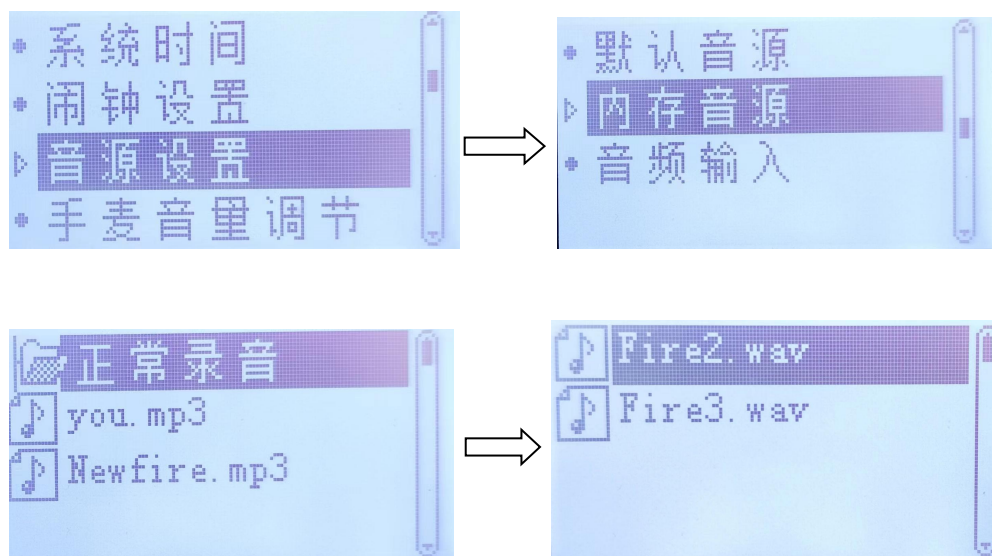 系统时间
闹钟设置
音源设置
手麦音量调节
默认音源
内存音源
音频输入
正常录音
you.mp3
Newfire.mp3
Fire2.wav
Fire3.wav